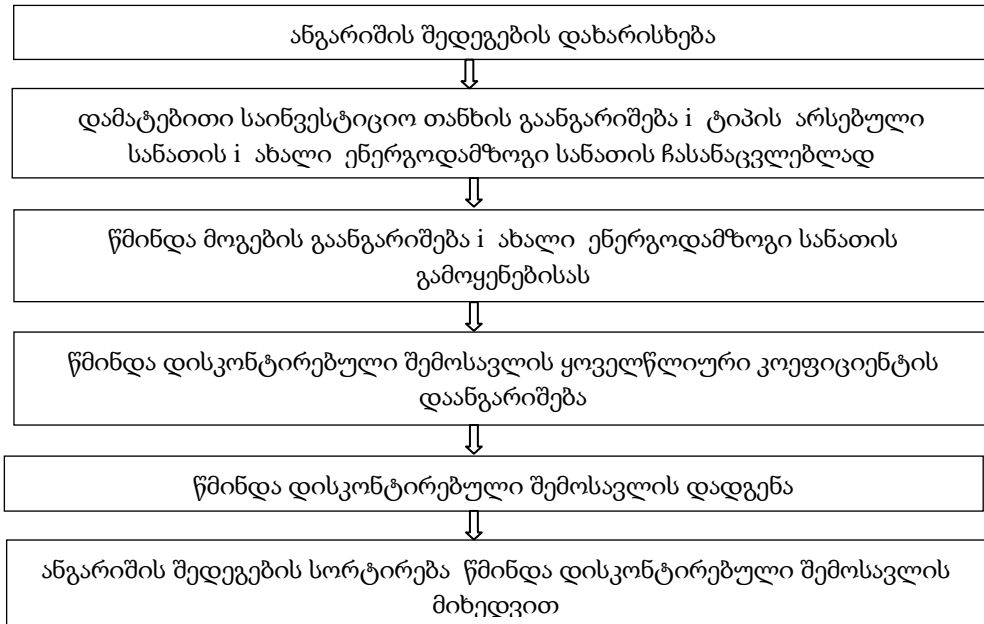 ანგარიშის შედეგების დახარისხება
დამატებითი საინვესტიციო თანხის გაანგარიშება i ტიპის არსებული
სანათის i ახალი ენერგოდამზოგი სანათის ჩასანაცვლებლად
წმინდა მოგების გაანგარიშება i ახალი ენერგოდამზოგი სანათის
გამოყენებისას
წმინდა დისკონტირებული შემოსავლის ყოველწლიური კოეფიციენტის
დაანგარიშება
წმინდა დისკონტირებული შემოსავლის დადგენა
ანგარიშის შედეგების სორტირება წმინდა დისკონტირებული შემოსავლის
მიხედვით